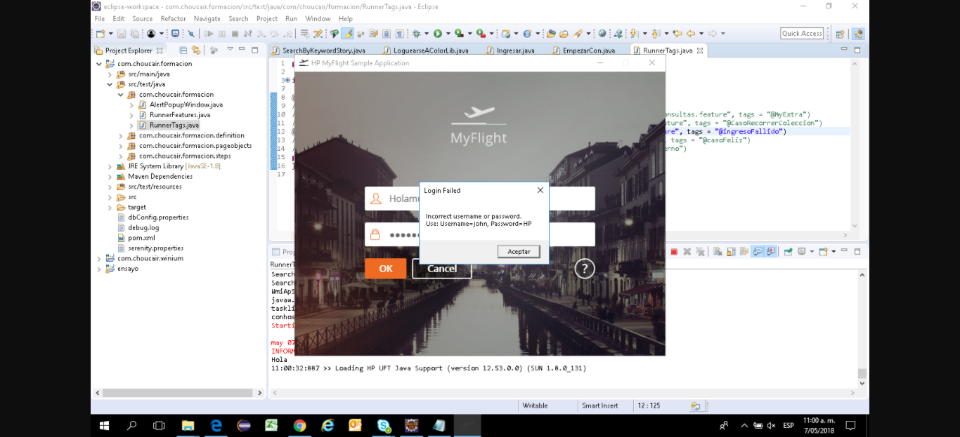 eclipse-workspace - com.choucair.formacion/src/test/java/com/choucair/formacion/RunnerTags.java - Eclipse
File Edit Source Refactor Navigate Search Project Run Window Help
Quick Access
Project Explorer
SearchByKeywordStory.java
LoguearseAColorLib.java
Ingresar.java
EmpezarCon.java
RunnerTags.java
com.choucair.formacion
src/main/java
src/test/java
com.choucair.formacion
AlertPopupWindow.java
RunnerFeatures.java
RunnerTags.java
com.choucair.formacion.definition
com.choucair.formacion.pageobjects
com.choucair.formacion.steps
JRE System Library [JavaSE-1.8]
Maven Dependencies
src/test/resources
src
target
dbConfig.properties
debug.log
pom.xml
serenity.properties
com.choucair.winium
ensayo
HP MyFlight Sample Application
MyFlight
Login Failed
Incorrect username or password.
Use: Username=john, Password=HP
Aceptar
OK
Cancel
?
onsultas.feature", tags = "@MyExtra")
ture", tags = "@CasoRecorrerColeccion")
re", tags = "@ingresoFallido")
tags = "@casoFeliz")
erno")
1
17
RunnerT
Search
Search
WmiApS
javaw.
taskli
conhos
Starti
may 07
INFORM
Hola
11:00:32:887 >> Loading HP UFT Java Support (version 12.53.0.0) (SUN 1.8.0_131)
Writable
Smart Insert
12 : 125
ESP
11:00 a. m.
7/05/2018